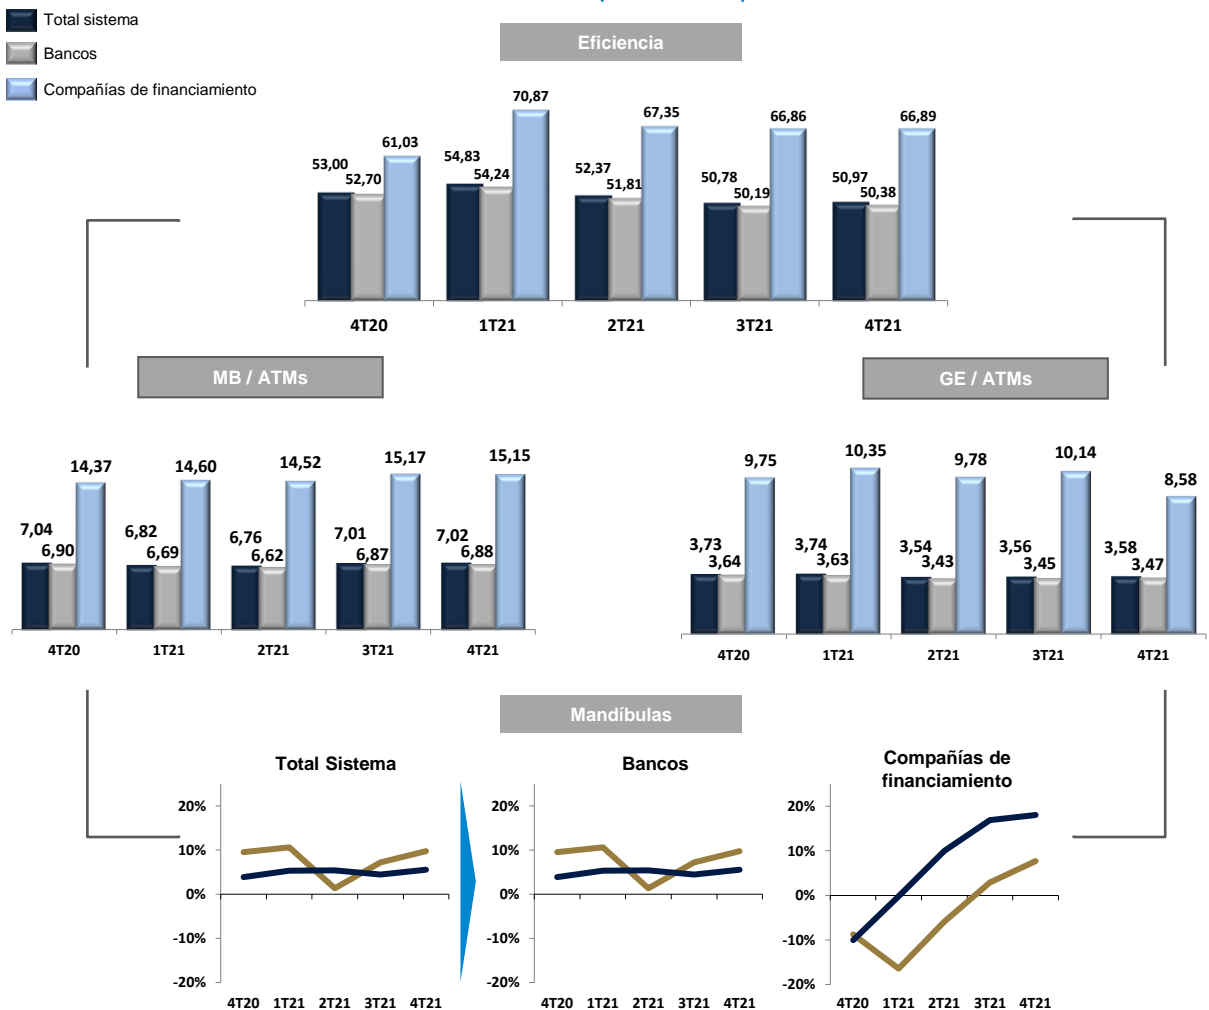 Total sistema
Bancos
Compañías de financiamiento
Eficiencia
53,00 52,70 61,03
54,83 54,24 70,87
52,37 51,81 67,35
50,78 50,19 66,86
50,97 50,38 66,89
4T20 1T21 2T21 3T21 4T21
MB / ATMs
7,04 6,90 14,37
6,82 6,69 14,60
6,76 6,62 14,52
7,01 6,87 15,17
7,02 6,88 15,15
4T20 1T21 2T21 3T21 4T21
GE / ATMs
3,73 3,64 9,75
3,74 3,63 10,35
3,54 3,43 9,78
3,56 3,45 10,14
3,58 3,47 8,58
4T20 1T21 2T21 3T21 4T21
Mandíbulas
Total Sistema
20%
10%
0%
-10%
-20%
4T20 1T21 2T21 3T21 4T21
Bancos
20%
10%
0%
-10%
-20%
4T20 1T21 2T21 3T21 4T21
Compañías de
financiamiento
20%
10%
0%
-10%
-20%
4T20 1T21 2T21 3T21 4T21